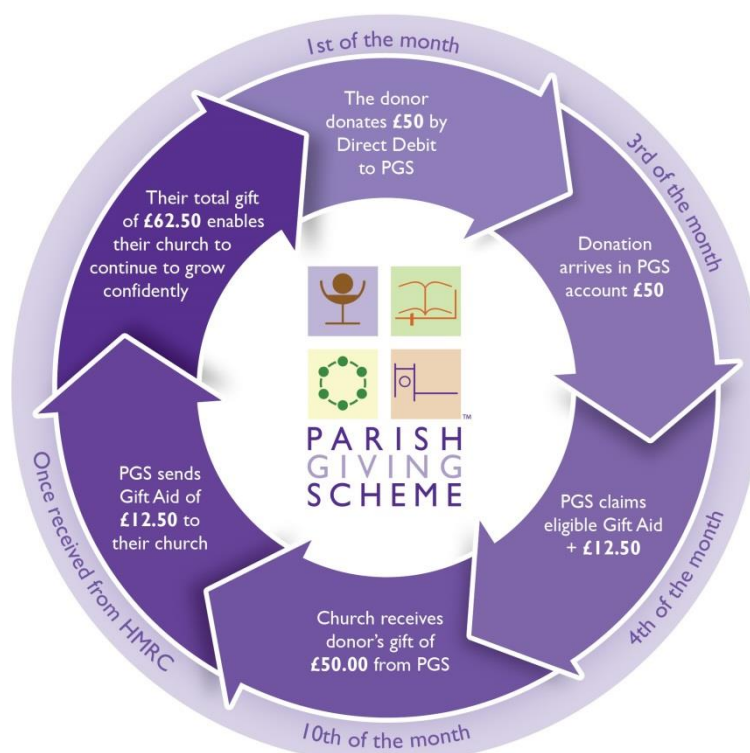 1st of the month
The donor
donates £50 by
Direct Debit
to PGS
3rd of the month
Donation
arrives in PGS
account £50
4th of the month
PGS claims
eligible Gift Aid
+ £12.50
10th of the month
Church receives
donor's gift of
£50.00 from PGS
Once received from HMRC
PGS sends
Gift Aid of
£12.50 to
their church
Their total gift
of £62.50 enables
their church to
continue to grow
confidently
TM
PARISH
GIVING
SCHEME